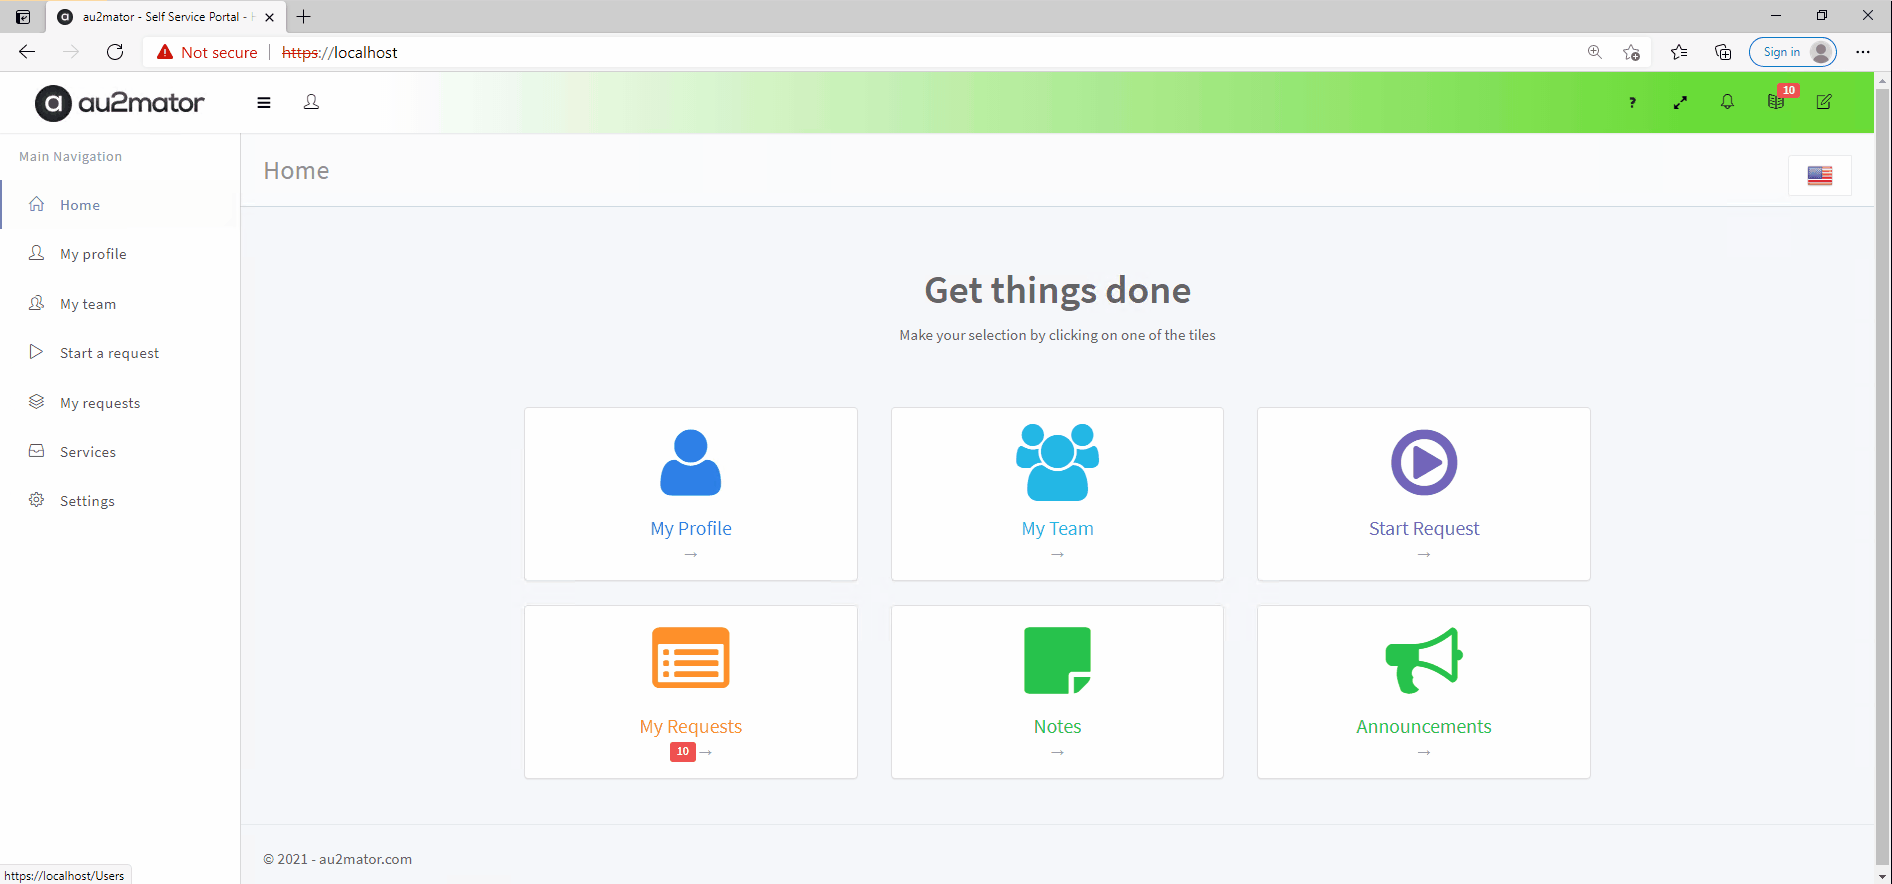 au2mator - Self Service Portal -
Not secure
https://localhost
Sign in
au2mator
?
10
Main Navigation
Home
My profile
My team
Start a request
My requests
Services
Settings
Home
Get things done
Make your selection by clicking on one of the tiles
My Profile
→
My Team
→
Start Request
→
My Requests
10 →
Notes
→
Announcements
→
© 2021 - au2mator.com
https://localhost/Users